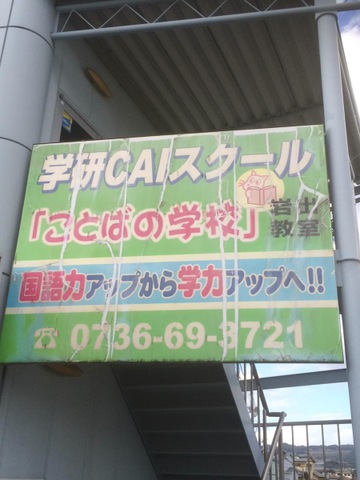 学研CAIスクール
「ことばの学校」
岩出
教室
国語力アップから学力アップへ!!
☎ 0736-69-3721